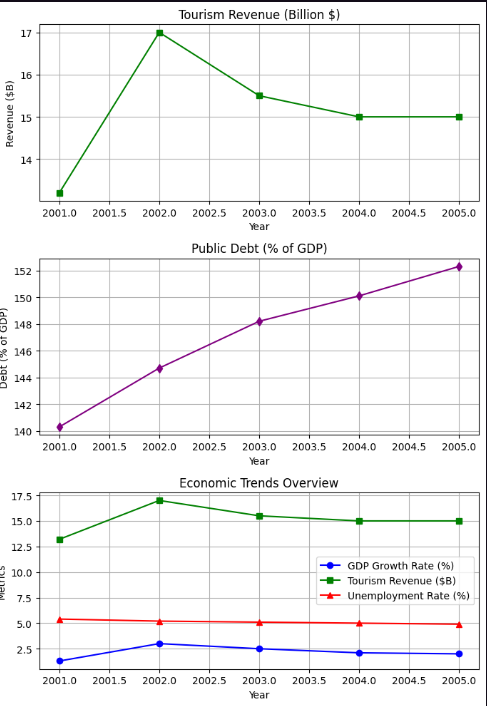 Tourism Revenue (Billion $)
17
16
15
14
Revenue ($B)
2001.0 2001.5 2002.0 2002.5 2003.0 2003.5 2004.0 2004.5 2005.0
Year
Public Debt (% of GDP)
152
150
148
146
144
142
140
Debt (% of GDP)
2001.0 2001.5 2002.0 2002.5 2003.0 2003.5 2004.0 2004.5 2005.0
Year
Economic Trends Overview
17.5
15.0
12.5
10.0
7.5
5.0
2.5
Metrics
GDP Growth Rate (%)
Tourism Revenue ($B)
Unemployment Rate (%)
2001.0 2001.5 2002.0 2002.5 2003.0 2003.5 2004.0 2004.5 2005.0
Year